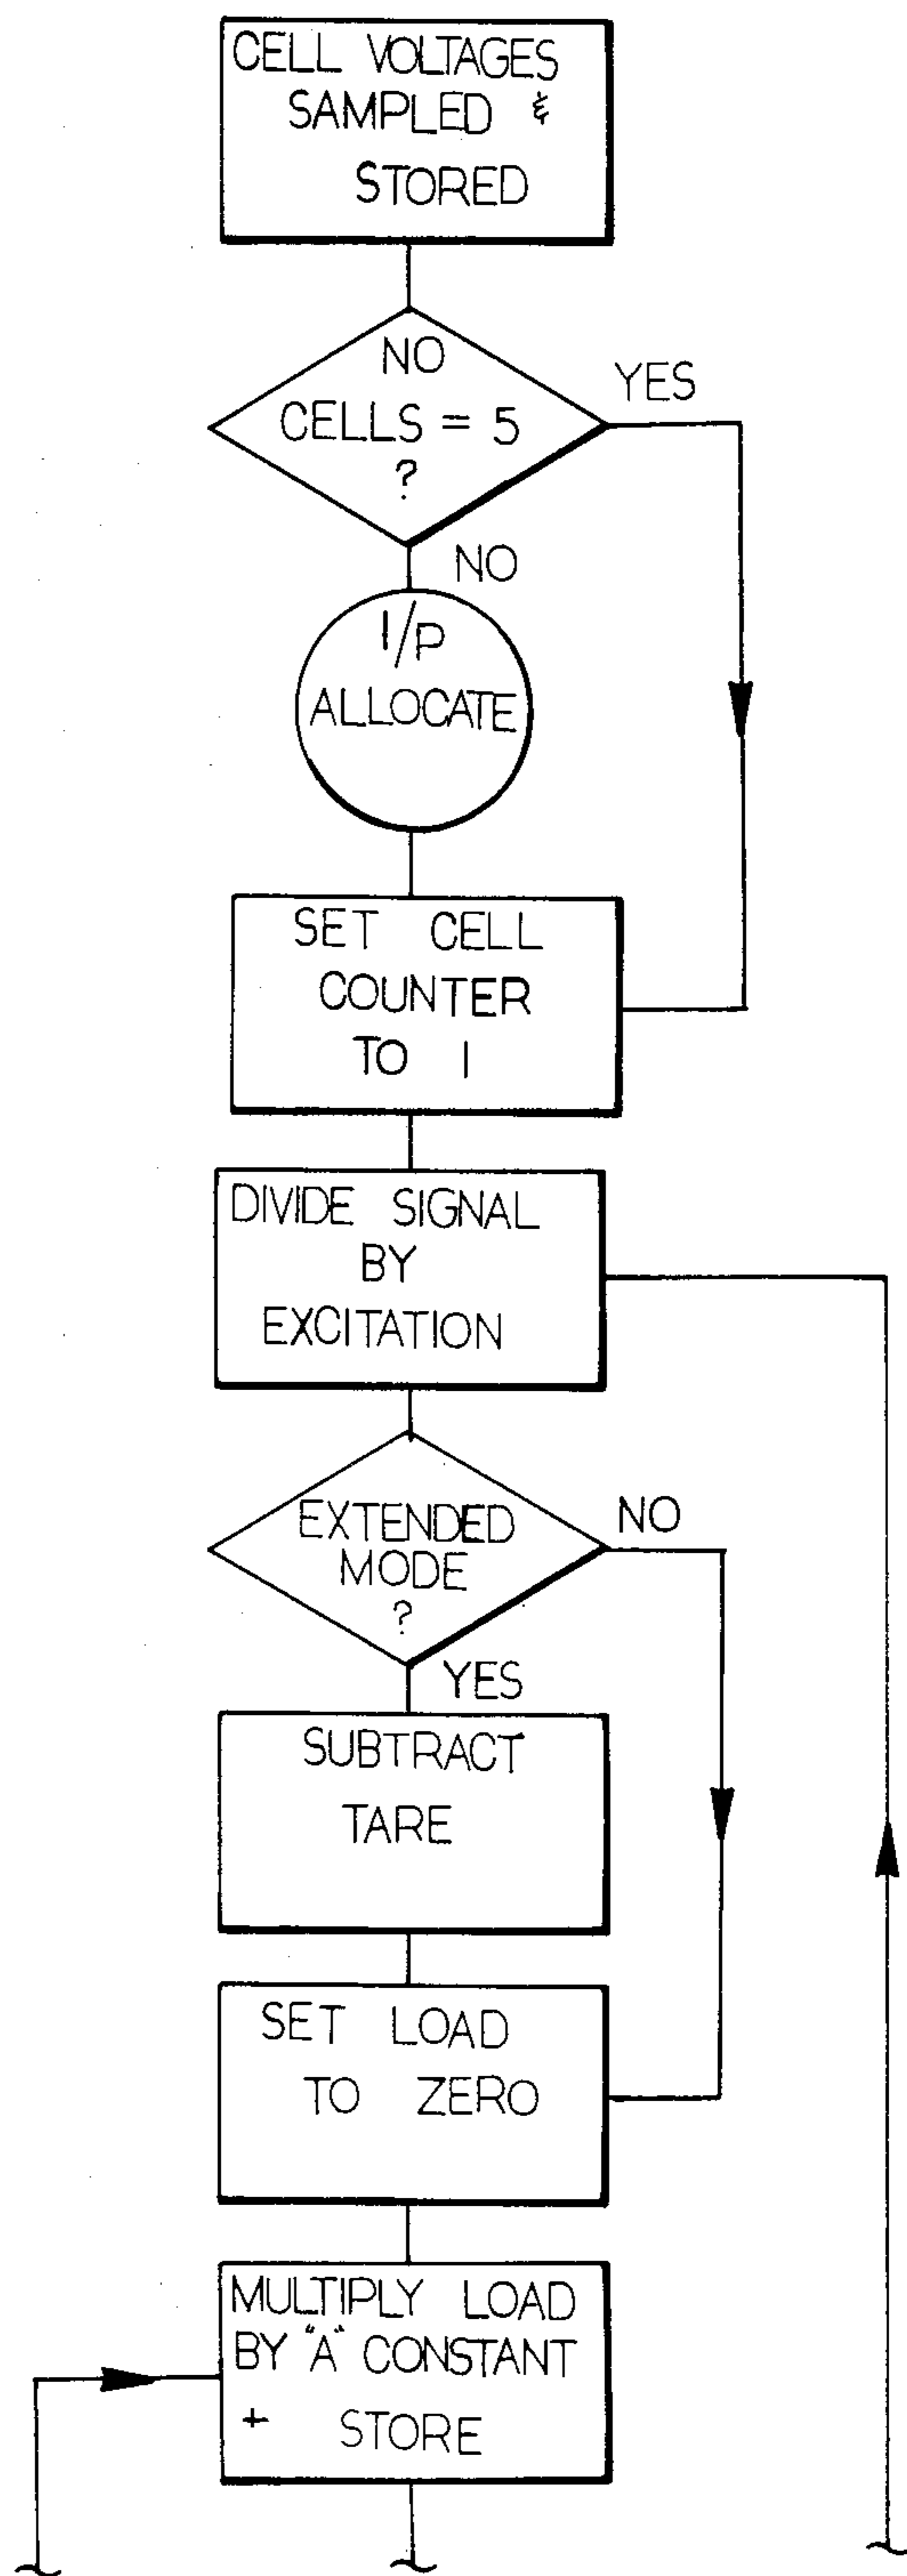 CELL VOLTAGES
SAMPLED &
STORED
NO
CELLS = 5
?
YES
NO
I/P
ALLOCATE
SET CELL
COUNTER
TO 1
DIVIDE SIGNAL
BY
EXCITATION
EXTENDED
MODE
?
NO
YES
SUBTRACT
TARE
SET LOAD
TO ZERO
MULTIPLY LOAD
BY "A" CONSTANT
+ STORE